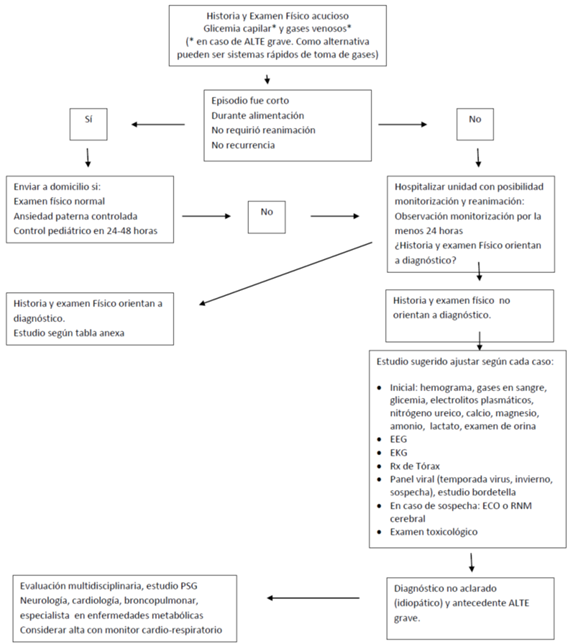 Historia y Examen Físico acucioso
Glicemia capilar* y gases venosos*
(* en caso de ALTE grave. Como alternativa
pueden ser sistemas rápidos de toma de gases)
Episodio fue corto
Durante alimentación
No requirió reanimación
No recurrencia
Sí
No
Enviar a domicilio si:
Examen físico normal
Ansiedad paterna controlada
Control pediátrico en 24-48 horas
No
Hospitalizar unidad con posibilidad
monitorización y reanimación:
Observación monitorización por la
menos 24 horas
¿Historia y examen Físico orientan
a diagnóstico?
Historia y examen Físico orientan a
diagnóstico.
Estudio según tabla anexa
Historia y examen físico no
orientan a diagnóstico.
Estudio sugerido ajustar según cada caso:
• Inicial: hemograma, gases en sangre,
glicemia, electrolitos plasmáticos,
nitrógeno ureico, calcio, magnesio,
amonio, lactato, examen de orina
• EEG
• EKG
• Rx de Tórax
• Panel viral (temporada virus, invierno,
sospecha), estudio bordetella
• En caso de sospecha: ECO o RNM
cerebral
• Examen toxicológico
Diagnóstico no aclarado
(idiopático) y antecedente ALTE
grave.
Evaluación multidisciplinaria, estudio PSG
Neurología, cardiología, broncopulmonar,
especialista en enfermedades metabólicas
Considerar alta con monitor cardio-respiratorio